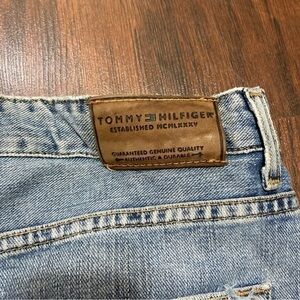 TOMMY HILFIGER
ESTABLISHED MCMLXXXV
GUARANTEED GENUINE QUALITY
AUTHENTIC & DURABLE